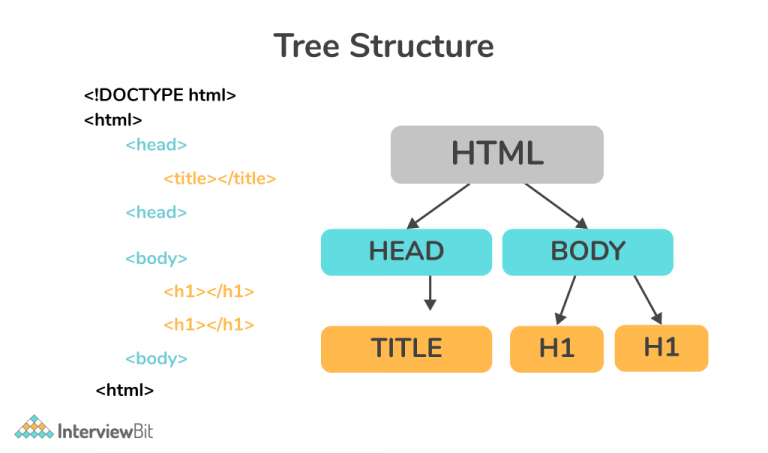 Tree Structure
<!DOCTYPE html>
<html>
<head>
<title></title>
<head>
<body>
<h1></h1>
<h1></h1>
<body>
<html>
HTML
HEAD BODY
TITLE H1 H1
InterviewBit